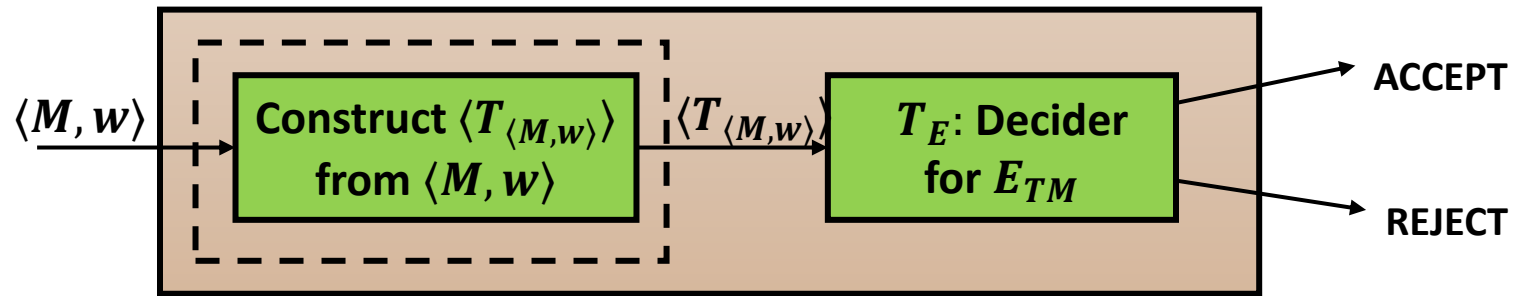 ⟨M, w⟩
Construct ⟨T⟨M,w⟩⟩
from ⟨M, w⟩
⟨T⟨M,w⟩⟩
T_E: Decider
for E_TM
ACCEPT
REJECT